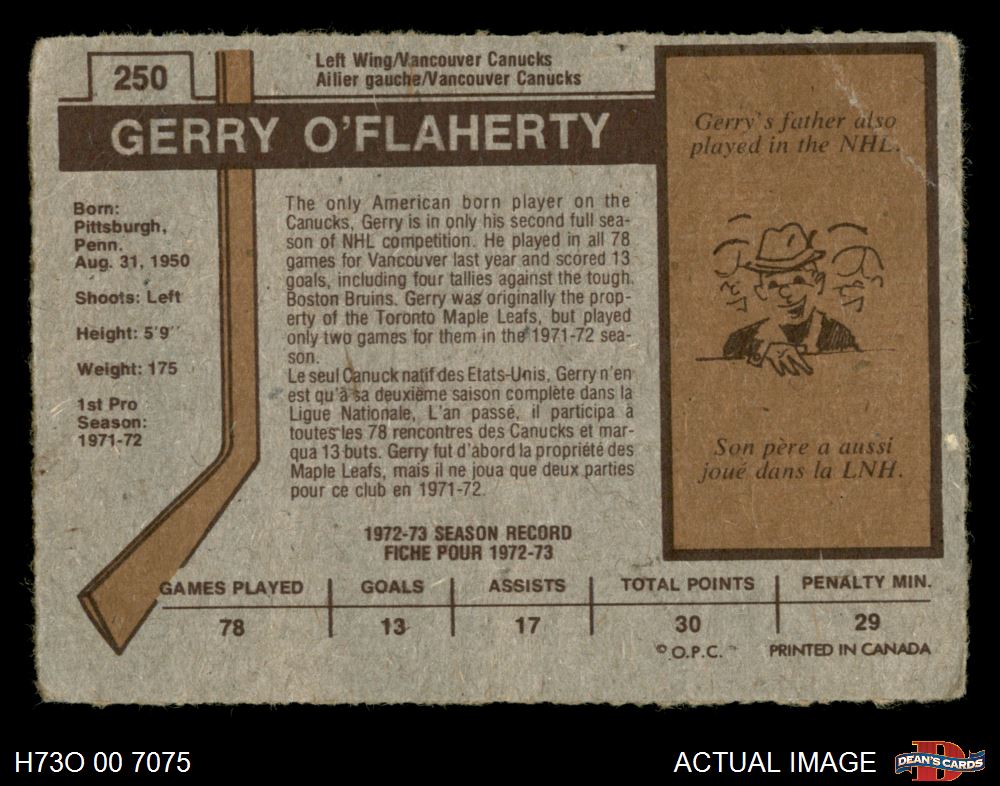 250
Left Wing/Vancouver Canucks
Ailier gauche/Vancouver Canucks
GERRY O'FLAHERTY
Born:
Pittsburgh,
Penn.
Aug. 31, 1950
Shoots: Left
Height: 5'9''
Weight: 175
1st Pro
Season:
1971-72
The only American born player on the
Canucks, Gerry is in only his second full sea-
son of NHL competition. He played in all 78
games for Vancouver last year and scored 13
goals, including four tallies against the tough
Boston Bruins. Gerry was originally the prop-
erty of the Toronto Maple Leafs, but played
only two games for them in the 1971-72 sea-
son.
Le seul Canuck natif des Etats-Unis, Gerry n'en
est qu'à sa deuxième saison complète dans la
Ligue Nationale, L'an passé, il participa à
toutes les 78 rencontres des Canucks et mar-
qua 13 buts. Gerry fut d'abord la propriété des
Maple Leafs, mais il ne joua que deux parties
pour ce club en 1971-72.
Gerry's father also
played in the NHL.
Son père a aussi
joué dans la LNH.
1972-73 SEASON RECORD
FICHE POUR 1972-73
GAMES PLAYED GOALS ASSISTS TOTAL POINTS PENALTY MIN.
78 13 17 30 29
© O.P.C. PRINTED IN CANADA
H73O 00 7075
ACTUAL IMAGE
D
DEAN'S CARDS